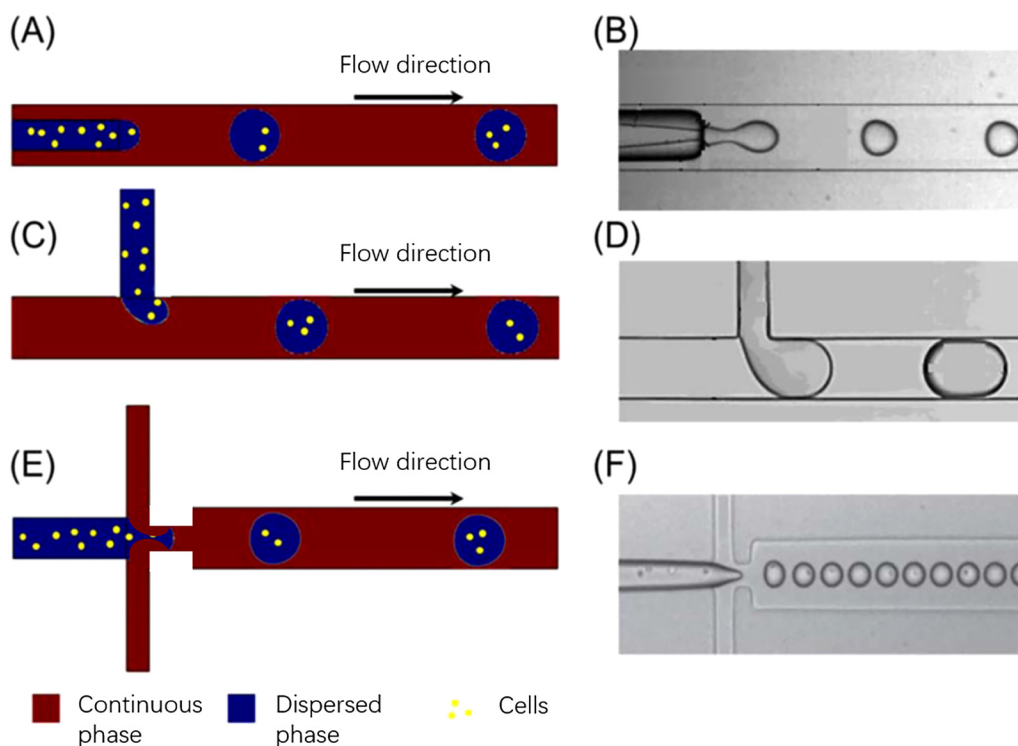 (A)
Flow direction
(B)
(C)
Flow direction
(D)
(E)
Flow direction
(F)
Continuous
phase
Dispersed
phase
Cells